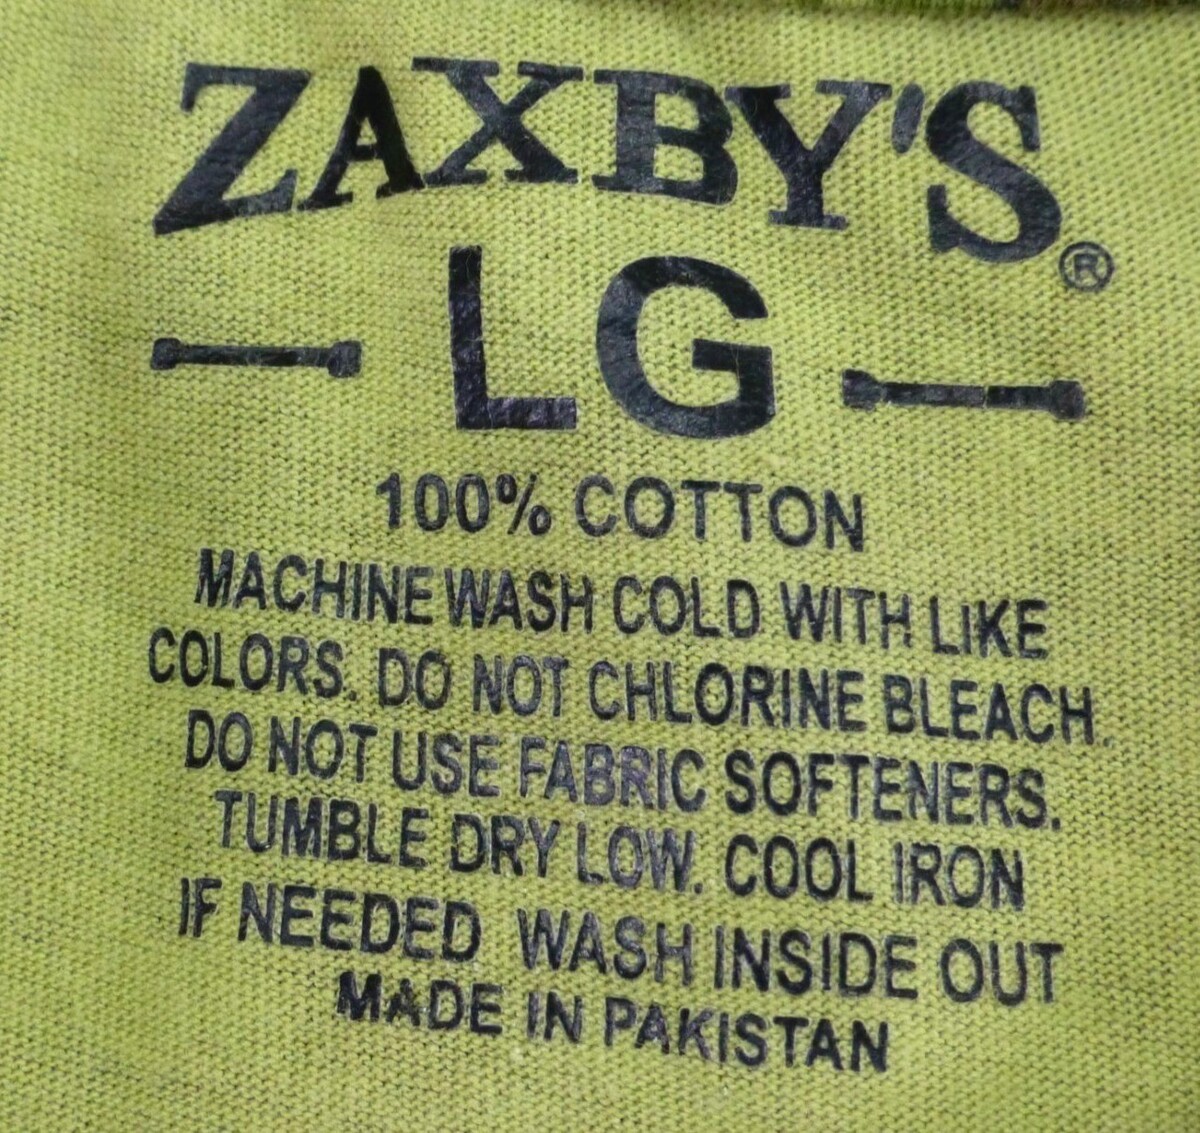 ZAXBY'S®
LG
100% COTTON
MACHINE WASH COLD WITH LIKE
COLORS. DO NOT CHLORINE BLEACH.
DO NOT USE FABRIC SOFTENERS.
TUMBLE DRY LOW. COOL IRON
IF NEEDED WASH INSIDE OUT
MADE IN PAKISTAN